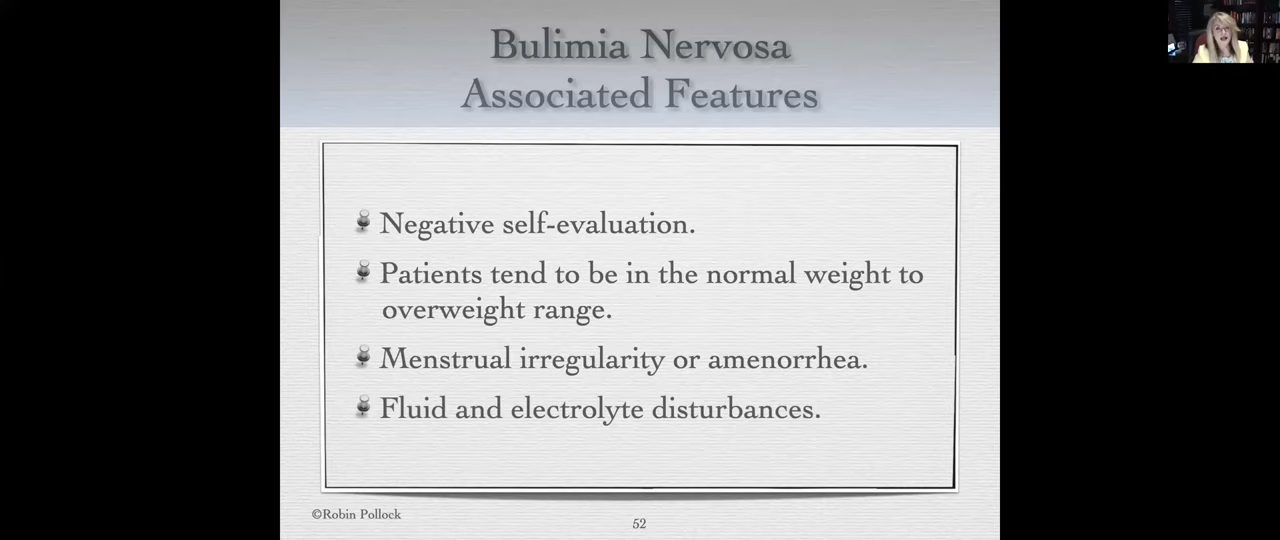 Bulimia Nervosa
Associated Features
Negative self-evaluation.
Patients tend to be in the normal weight to
overweight range.
Menstrual irregularity or amenorrhea.
Fluid and electrolyte disturbances.
©Robin Pollock
52